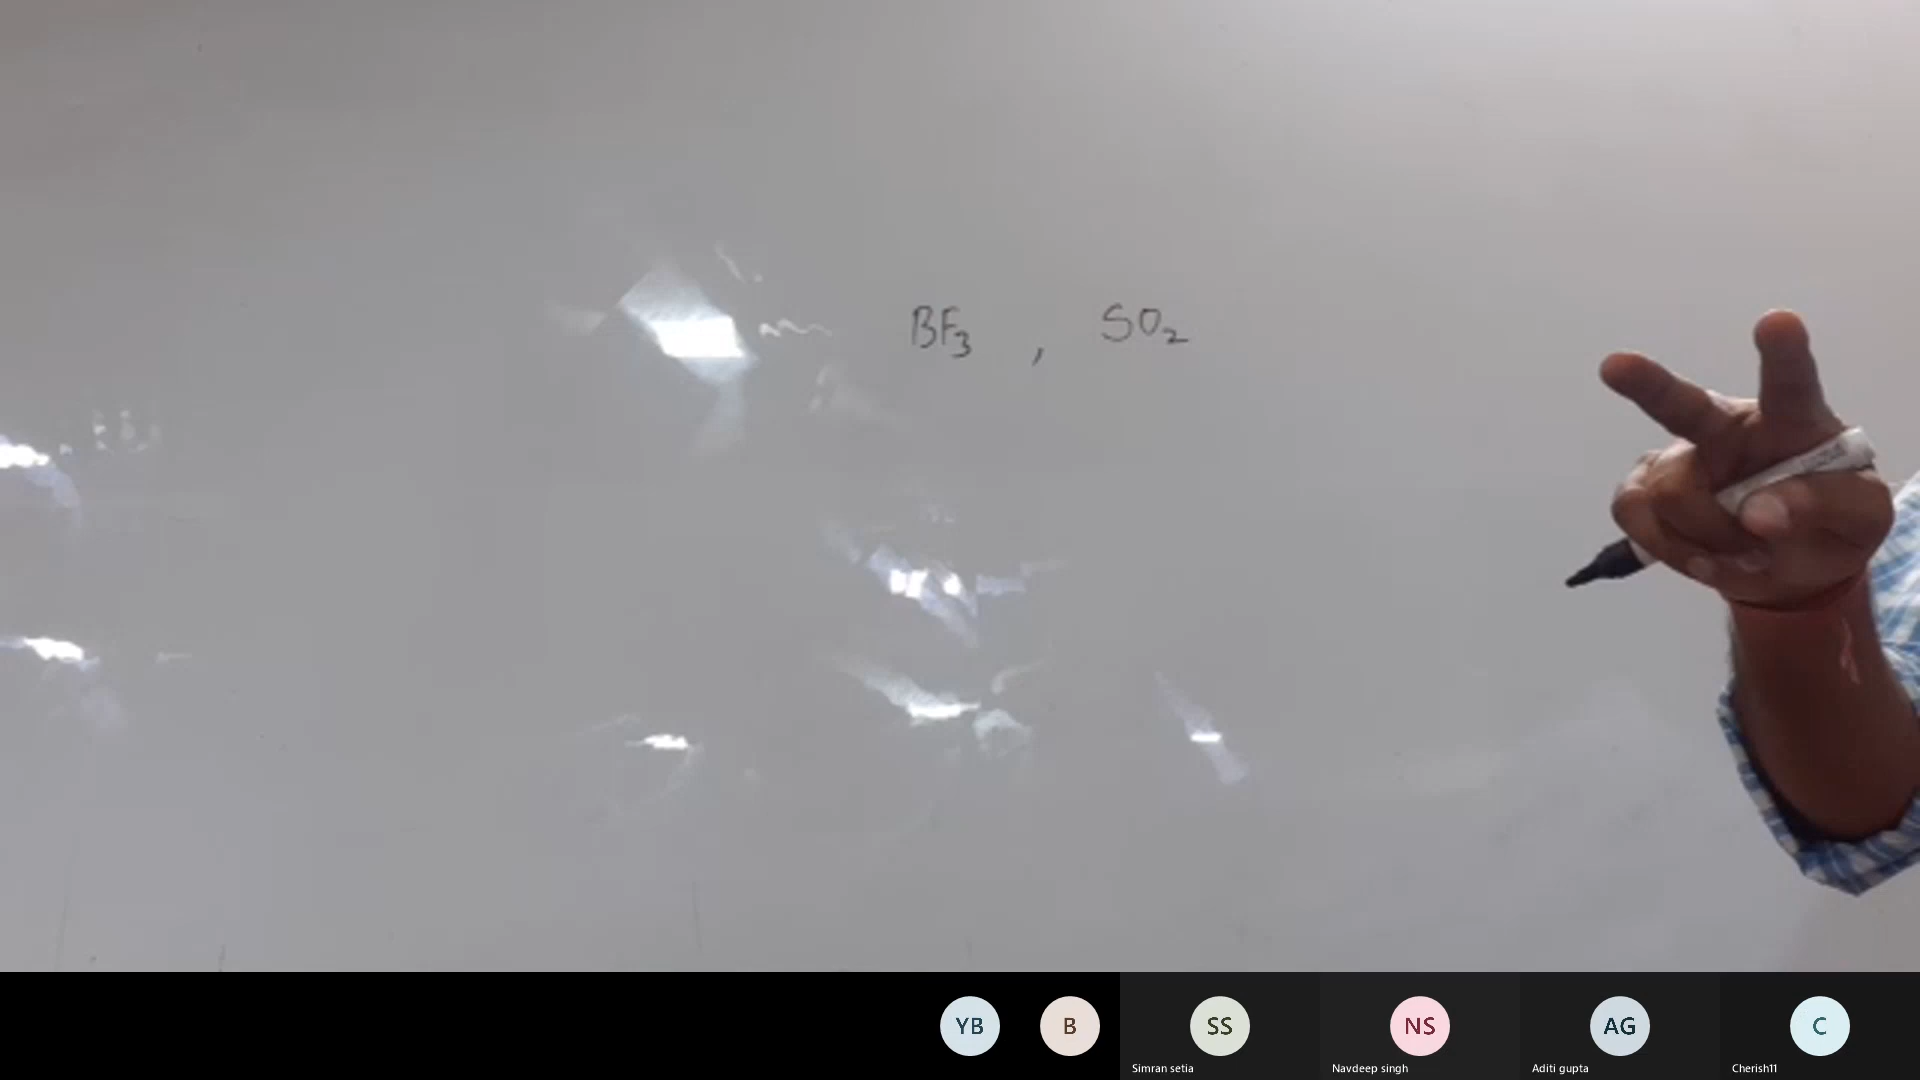 BF₃ , SO₂
YB B SS NS AG C
Simran setia Navdeep singh Aditi gupta Cherish11